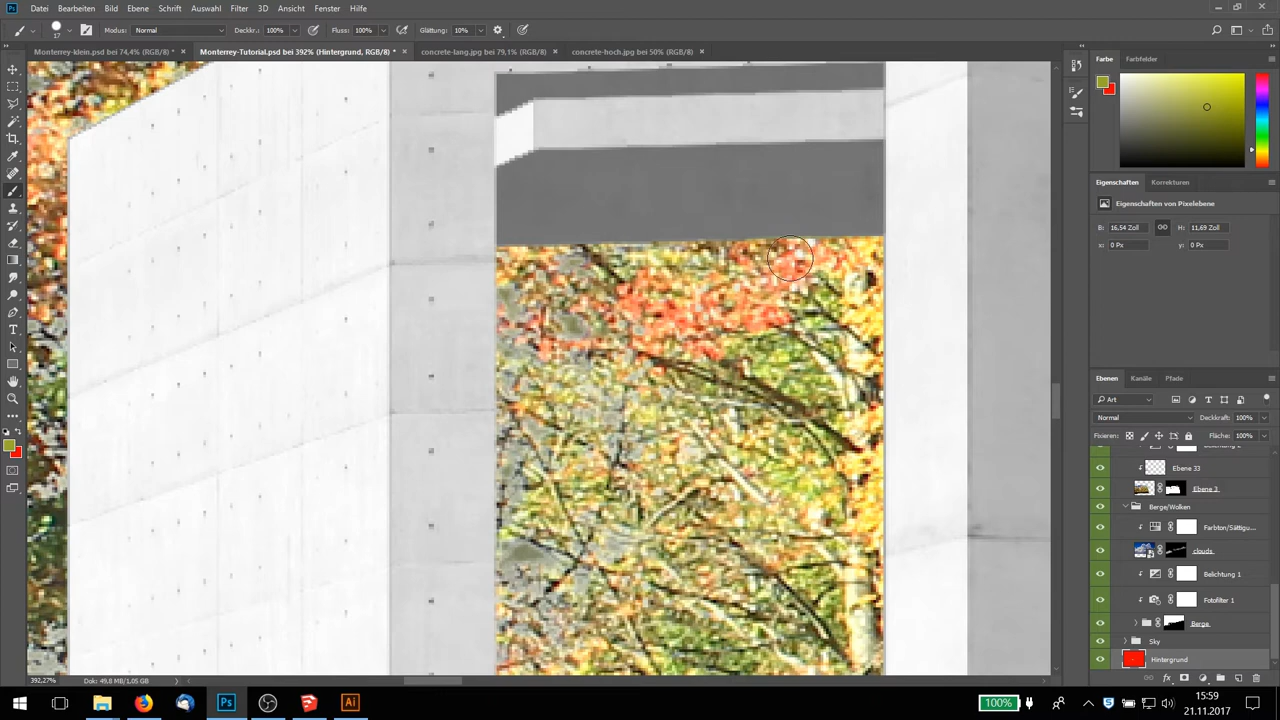 Datei Bearbeiten Bild Ebene Schrift Auswahl Filter 3D Ansicht Fenster Hilfe
17 Modus: Normal Deckkr.: 100% Fluss: 100% Glättung: 10%
Monterrey-klein.psd bei 74,4% (RGB/8) * Monterrey-Tutorial.psd bei 392% (Hintergrund, RGB/8) * concrete-lang.jpg bei 79,1% (RGB/8) concrete-hoch.jpg bei 50% (RGB/8)
Farbe Farbfelder
Eigenschaften Korrekturen
Eigenschaften von Pixelebene
B: 16,54 Zoll H: 11,69 Zoll
x: 0 Px y: 0 Px
Ebenen Kanäle Pfade
Art
Normal Deckkraft: 100%
Fixieren: Fläche: 100%
Ebene 33
Ebene 3
Berge/Wolken
Farbton/Sättigu...
clouds
Belichtung 1
Fotofilter 1
Berge
Sky
Hintergrund
392,27% Dok: 49,8 MB/1,05 GB
100%
15:59
21.11.2017